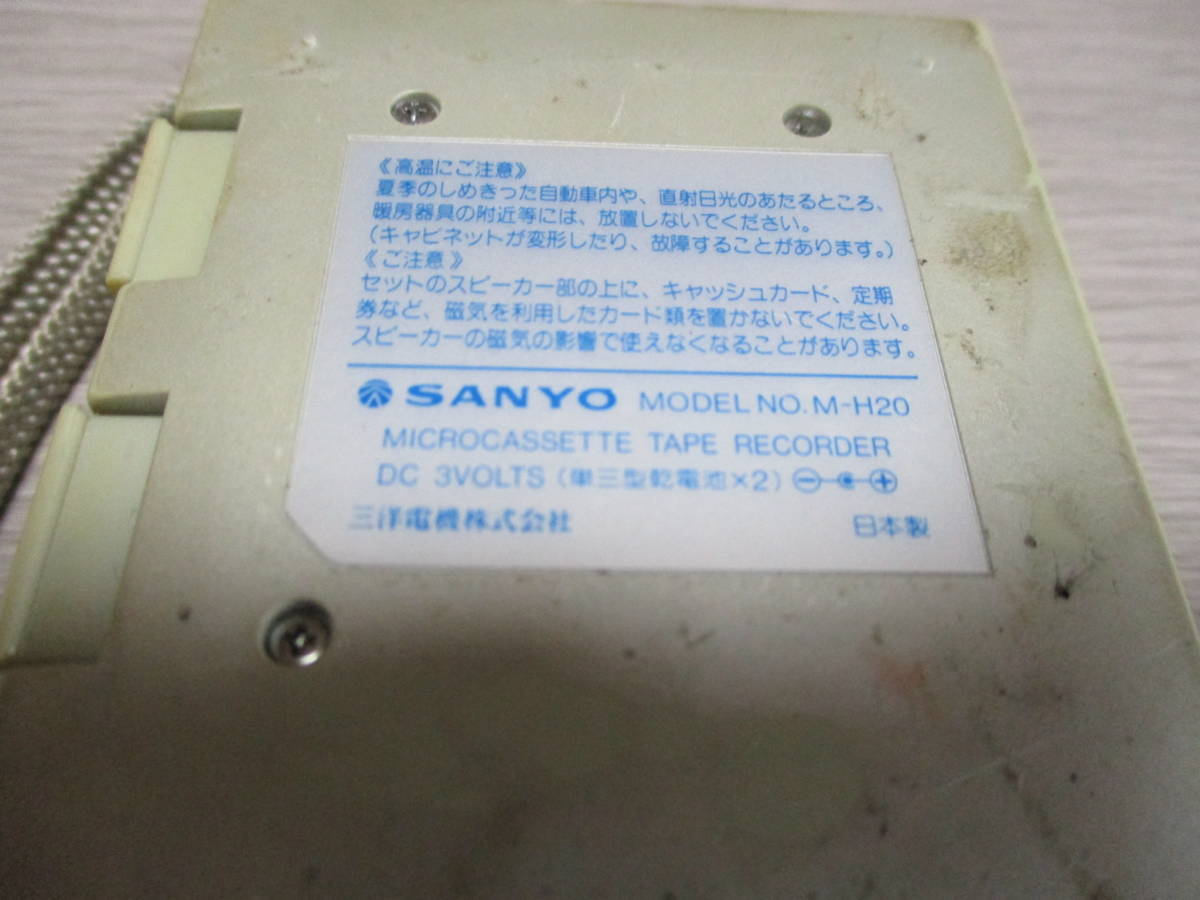 《高温にご注意》
夏季のしめきった自動車内や、直射日光のあたるところ、
暖房器具の附近等には、放置しないでください。
(キャビネットが変形したり、故障することがあります。)
《ご注意》
セットのスピーカー部の上に、キャッシュカード、定期
券など、磁気を利用したカード類を置かないでください。
スピーカーの磁気の影響で使えなくなることがあります。
SANYO MODEL NO. M-H20
MICROCASSETTE TAPE RECORDER
DC 3VOLTS (単三型乾電池×2) ⊖-C-⊕
三洋電機株式会社 日本製